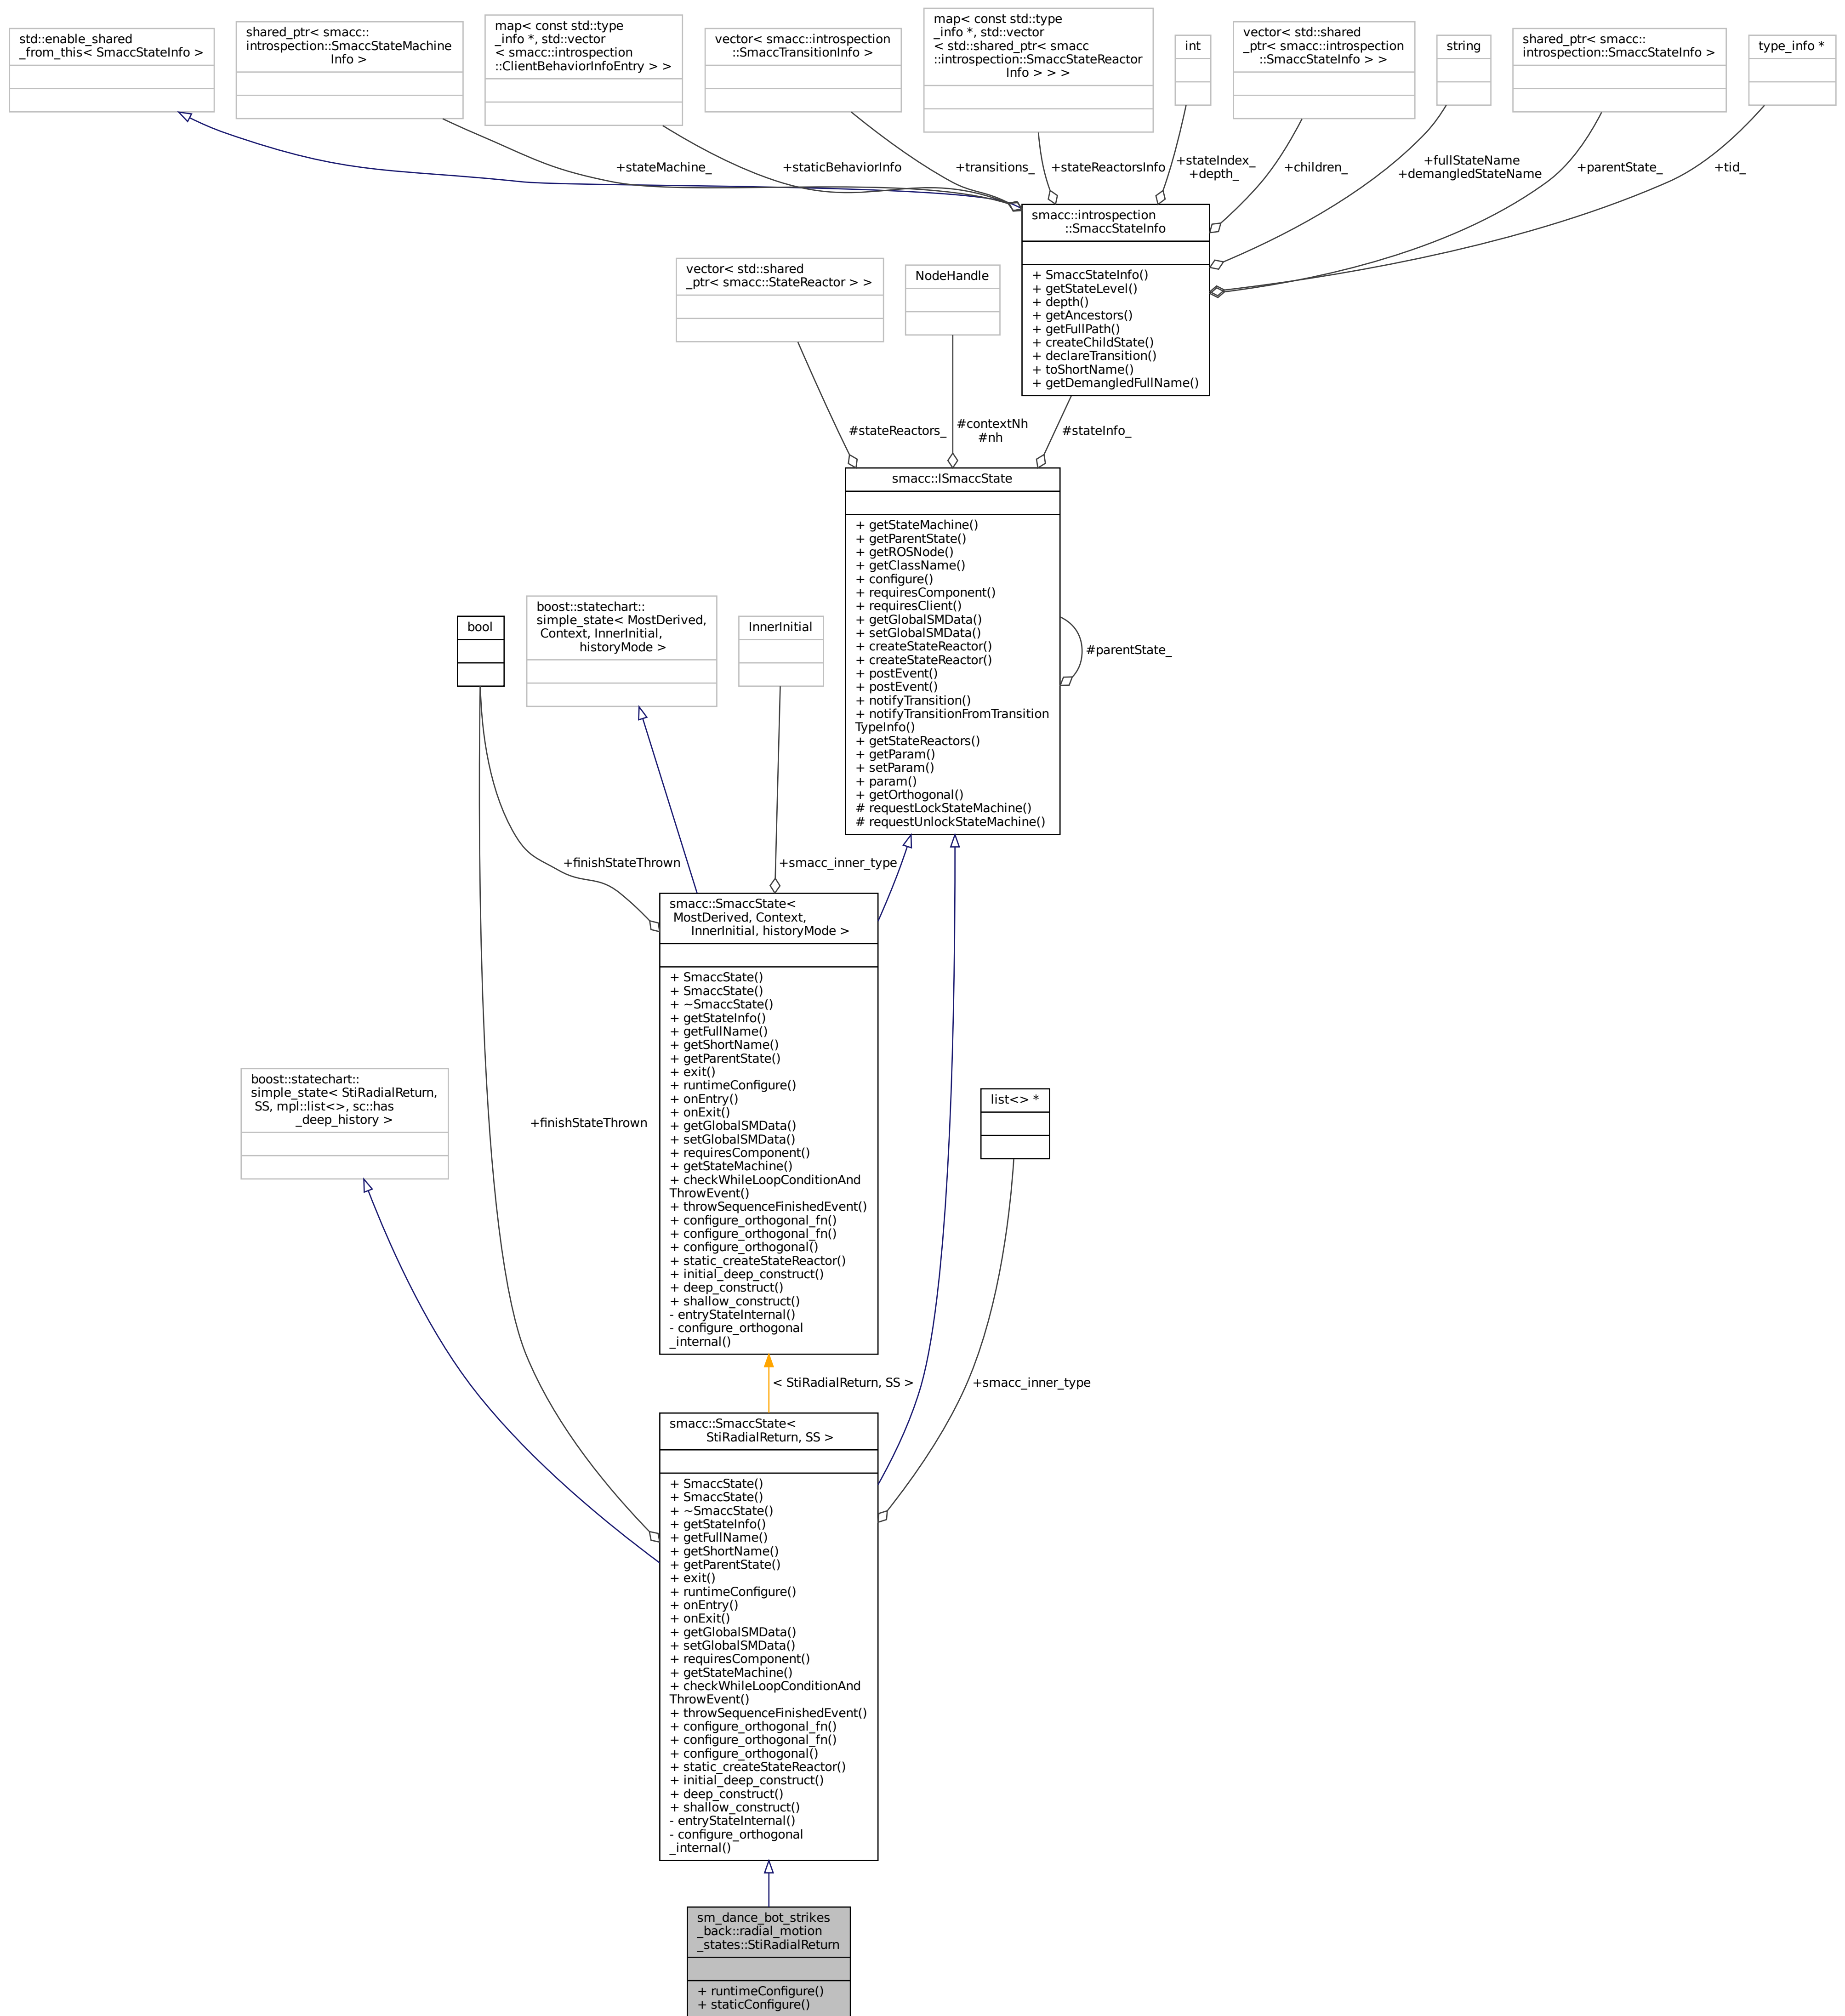 std::enable_shared
_from_this< SmaccStateInfo >
shared_ptr< smacc::
introspection::SmaccStateMachine
Info >
map< const std::type
_info *, std::vector
< smacc::introspection
::ClientBehaviorInfoEntry > >
vector< smacc::introspection
::SmaccTransitionInfo >
map< const std::type
_info *, std::vector
< std::shared_ptr< smacc
::introspection::SmaccStateReactor
Info > > >
int
vector< std::shared
_ptr< smacc::introspection
::SmaccStateInfo > >
string
shared_ptr< smacc::
introspection::SmaccStateInfo >
type_info *
+stateMachine_
+staticBehaviorInfo
+transitions_
+stateReactorsInfo
+stateIndex_
+depth_
+children_
+fullStateName
+demangledStateName
+parentState_
+tid_
smacc::introspection
::SmaccStateInfo
+ SmaccStateInfo()
+ getStateLevel()
+ depth()
+ getAncestors()
+ getFullPath()
+ createChildState()
+ declareTransition()
+ toShortName()
+ getDemangledFullName()
vector< std::shared
_ptr< smacc::StateReactor > >
NodeHandle
#stateReactors_
#contextNh
#nh
#stateInfo_
smacc::ISmaccState
+ getStateMachine()
+ getParentState()
+ getROSNode()
+ getClassName()
+ configure()
+ requiresComponent()
+ requiresClient()
+ getGlobalSMData()
+ setGlobalSMData()
+ createStateReactor()
+ createStateReactor()
+ postEvent()
+ postEvent()
+ notifyTransition()
+ notifyTransitionFromTransition
TypeInfo()
+ getStateReactors()
+ getParam()
+ setParam()
+ param()
+ getOrthogonal()
# requestLockStateMachine()
# requestUnlockStateMachine()
#parentState_
bool
boost::statechart::
simple_state< MostDerived,
Context, InnerInitial,
historyMode >
InnerInitial
+finishStateThrown
+smacc_inner_type
smacc::SmaccState<
MostDerived, Context,
InnerInitial, historyMode >
+ SmaccState()
+ SmaccState()
+ ~SmaccState()
+ getStateInfo()
+ getFullName()
+ getShortName()
+ getParentState()
+ exit()
+ runtimeConfigure()
+ onEntry()
+ onExit()
+ getGlobalSMData()
+ setGlobalSMData()
+ requiresComponent()
+ getStateMachine()
+ checkWhileLoopConditionAnd
ThrowEvent()
+ throwSequenceFinishedEvent()
+ configure_orthogonal_fn()
+ configure_orthogonal_fn()
+ configure_orthogonal()
+ static_createStateReactor()
+ initial_deep_construct()
+ deep_construct()
+ shallow_construct()
- entryStateInternal()
- configure_orthogonal
_internal()
boost::statechart::
simple_state< StiRadialReturn,
SS, mpl::list<>, sc::has
_deep_history >
+finishStateThrown
list<> *
< StiRadialReturn, SS >
+smacc_inner_type
smacc::SmaccState<
StiRadialReturn, SS >
+ SmaccState()
+ SmaccState()
+ ~SmaccState()
+ getStateInfo()
+ getFullName()
+ getShortName()
+ getParentState()
+ exit()
+ runtimeConfigure()
+ onEntry()
+ onExit()
+ getGlobalSMData()
+ setGlobalSMData()
+ requiresComponent()
+ getStateMachine()
+ checkWhileLoopConditionAnd
ThrowEvent()
+ throwSequenceFinishedEvent()
+ configure_orthogonal_fn()
+ configure_orthogonal_fn()
+ configure_orthogonal()
+ static_createStateReactor()
+ initial_deep_construct()
+ deep_construct()
+ shallow_construct()
- entryStateInternal()
- configure_orthogonal
_internal()
sm_dance_bot_strikes
_back::radial_motion
_states::StiRadialReturn
+ runtimeConfigure()
+ staticConfigure()